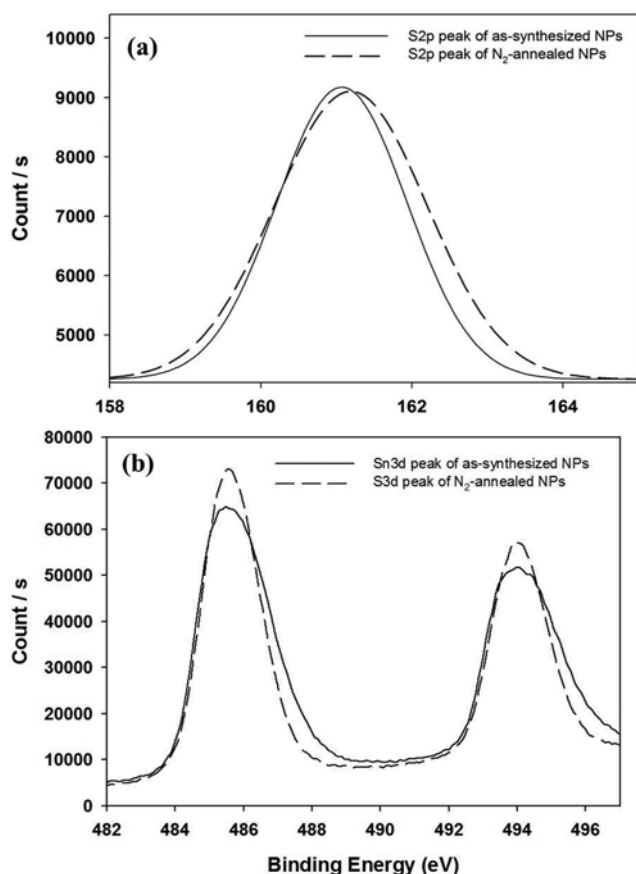 (a)
S2p peak of as-synthesized NPs
S2p peak of N₂-annealed NPs
10000
9000
8000
7000
6000
5000
Count / s
158 160 162 164
(b)
Sn3d peak of as-synthesized NPs
S3d peak of N₂-annealed NPs
80000
70000
60000
50000
40000
30000
20000
10000
0
Count / s
482 484 486 488 490 492 494 496
Binding Energy (eV)